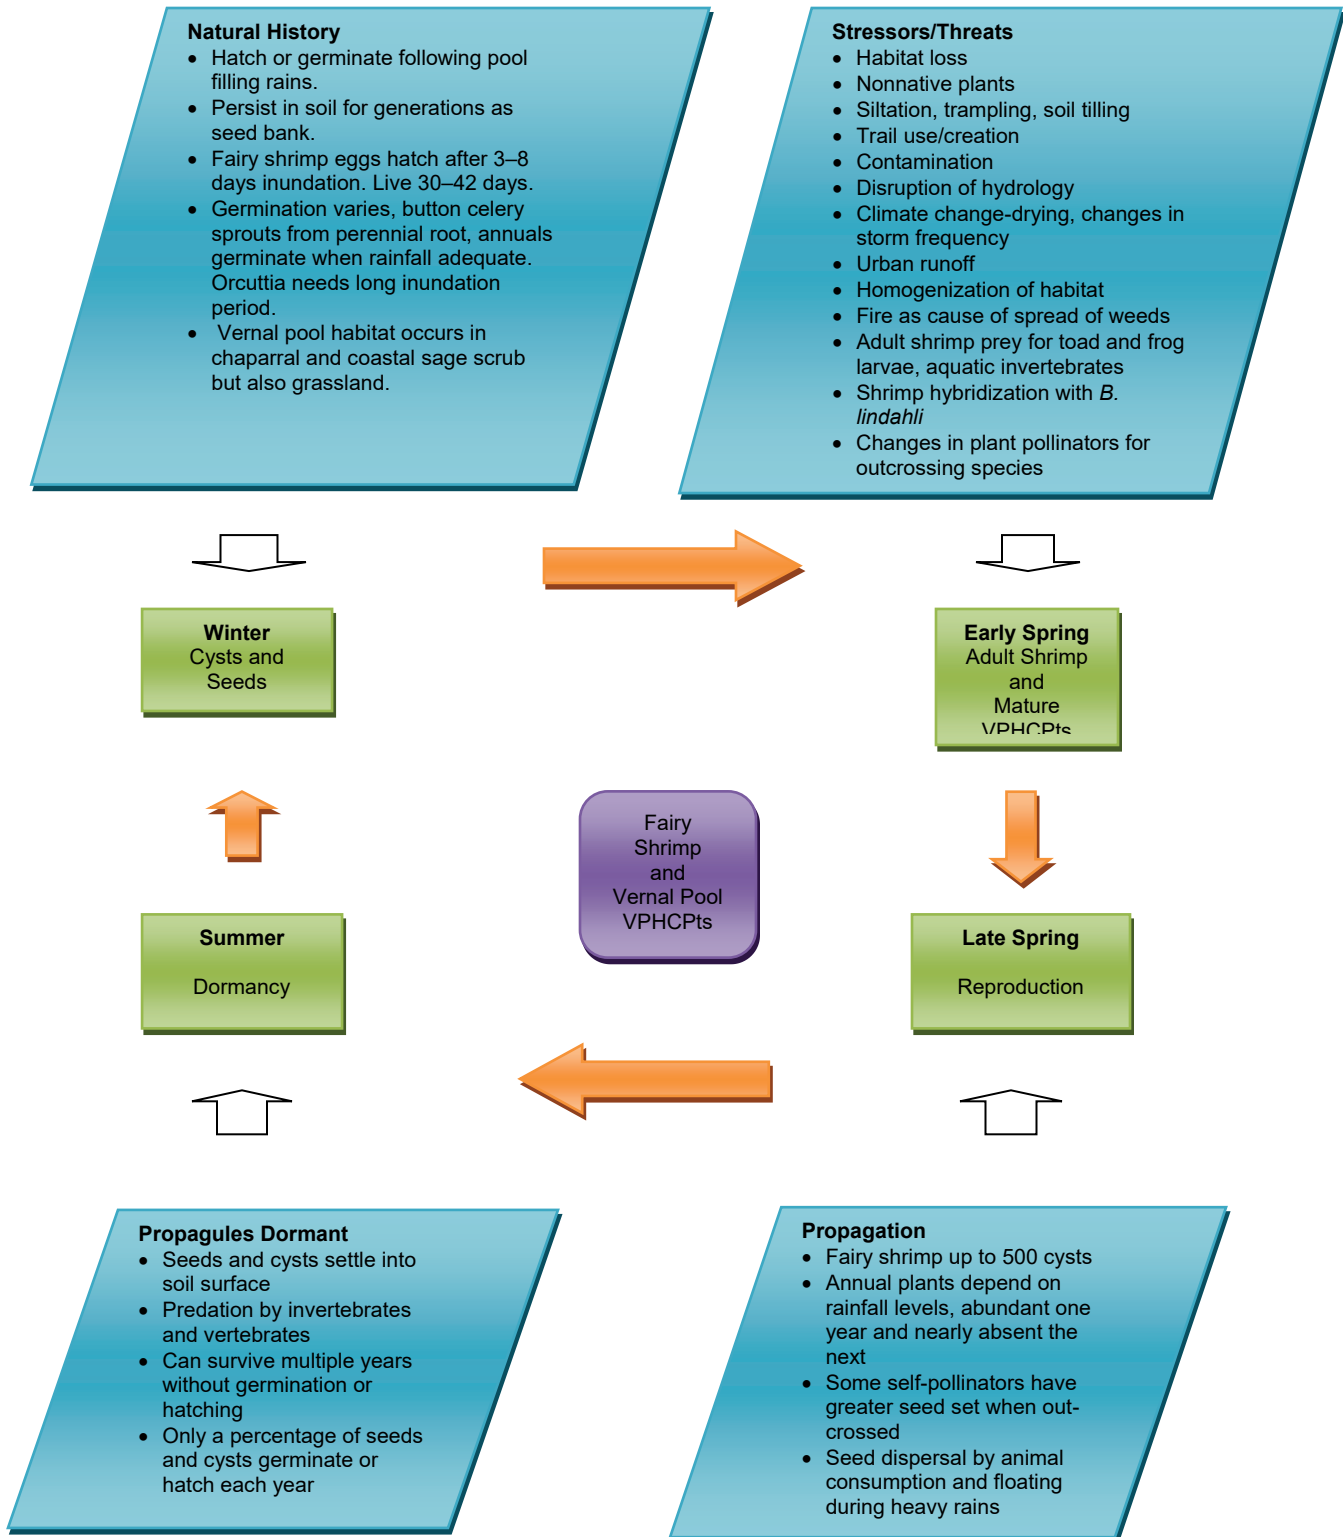 Natural History
• Hatch or germinate following pool
filling rains.
• Persist in soil for generations as
seed bank.
• Fairy shrimp eggs hatch after 3–8
days inundation. Live 30–42 days.
• Germination varies, button celery
sprouts from perennial root, annuals
germinate when rainfall adequate.
Orcuttia needs long inundation
period.
• Vernal pool habitat occurs in
chaparral and coastal sage scrub
but also grassland.
Stressors/Threats
• Habitat loss
• Nonnative plants
• Siltation, trampling, soil tilling
• Trail use/creation
• Contamination
• Disruption of hydrology
• Climate change-drying, changes in
storm frequency
• Urban runoff
• Homogenization of habitat
• Fire as cause of spread of weeds
• Adult shrimp prey for toad and frog
larvae, aquatic invertebrates
• Shrimp hybridization with B.
lindahli
• Changes in plant pollinators for
outcrossing species
Winter
Cysts and
Seeds
Early Spring
Adult Shrimp
and
Mature
VPHCPts
Fairy
Shrimp
and
Vernal Pool
VPHCPts
Summer
Dormancy
Late Spring
Reproduction
Propagules Dormant
• Seeds and cysts settle into
soil surface
• Predation by invertebrates
and vertebrates
• Can survive multiple years
without germination or
hatching
• Only a percentage of seeds
and cysts germinate or
hatch each year
Propagation
• Fairy shrimp up to 500 cysts
• Annual plants depend on
rainfall levels, abundant one
year and nearly absent the
next
• Some self-pollinators have
greater seed set when out-
crossed
• Seed dispersal by animal
consumption and floating
during heavy rains